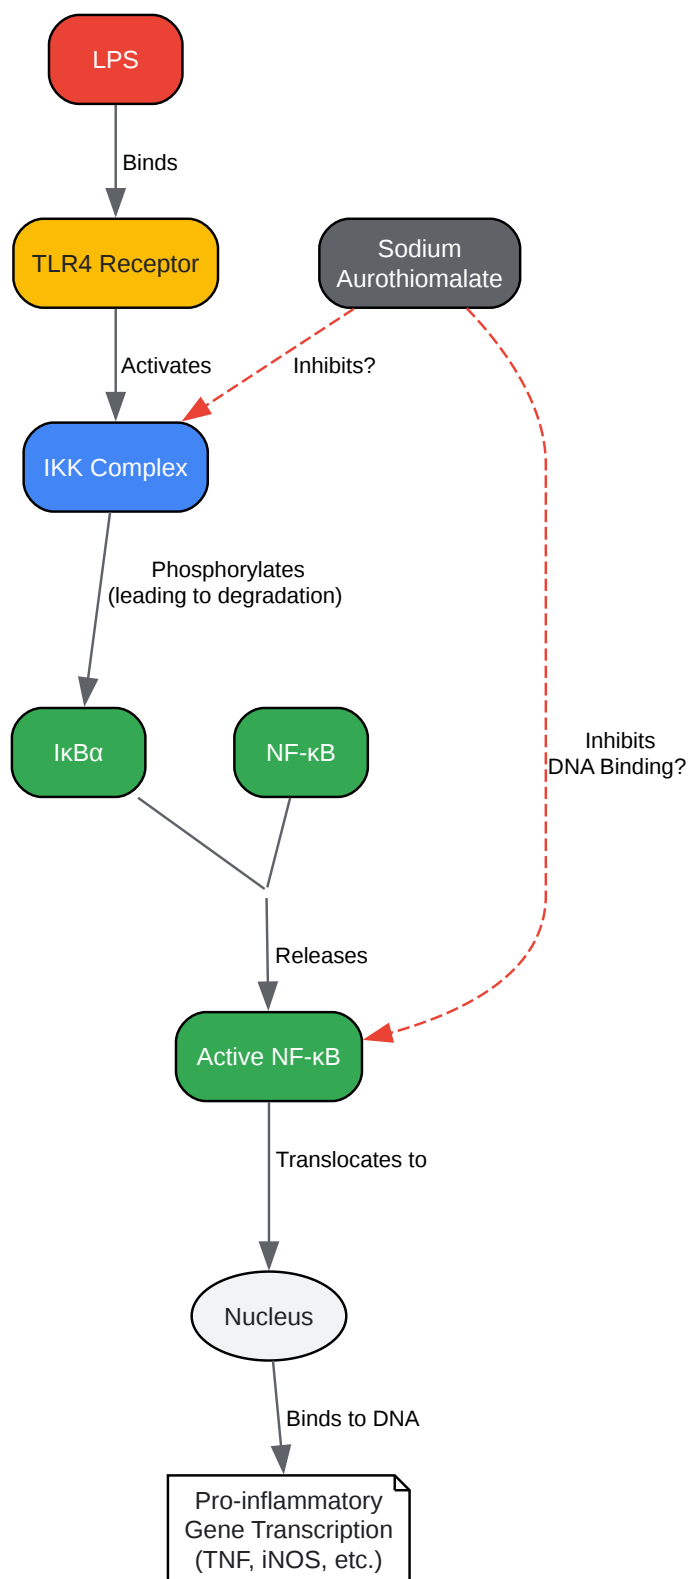 LPS
Binds
TLR4 Receptor
Sodium
Aurothiomalate
Activates
Inhibits?
IKK Complex
Phosphorylates
(leading to degradation)
IκBα
NF-κB
Inhibits
DNA Binding?
Releases
Active NF-κB
Translocates to
Nucleus
Binds to DNA
Pro-inflammatory
Gene Transcription
(TNF, iNOS, etc.)